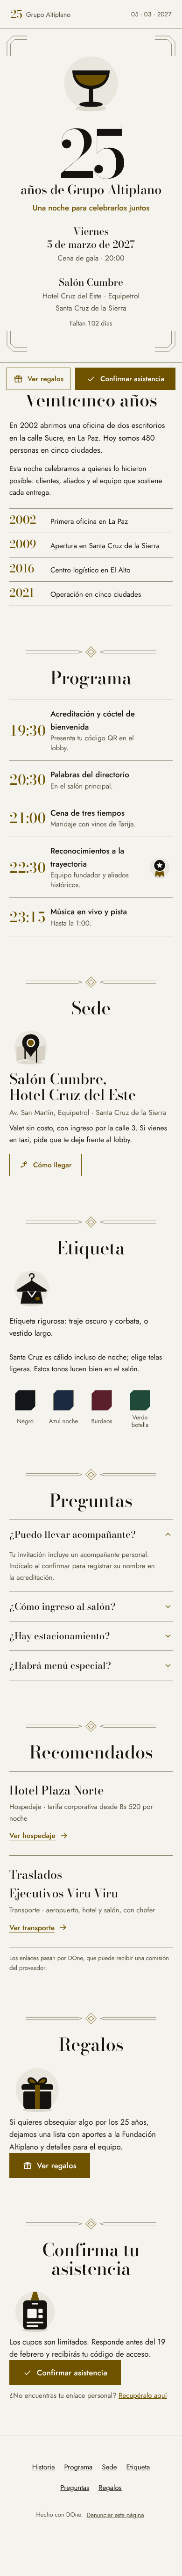 25 Grupo Altiplano
05 · 03 · 2027
25
años de Grupo Altiplano
Una noche para celebrarlos juntos
Viernes
5 de marzo de 2027
Cena de gala · 20:00
Salón Cumbre
Hotel Cruz del Este · Equipetrol
Santa Cruz de la Sierra
Faltan 102 días
Ver regalos
Confirmar asistencia
Veinticinco años
En 2002 abrimos una oficina de dos escritorios
en la calle Sucre, en La Paz. Hoy somos 480
personas en cinco ciudades.
Esta noche celebramos a quienes lo hicieron
posible: clientes, aliados y el equipo que sostiene
cada entrega.
2002 Primera oficina en La Paz
2009 Apertura en Santa Cruz de la Sierra
2016 Centro logístico en El Alto
2021 Operación en cinco ciudades
Programa
19:30 Acreditación y cóctel de
bienvenida
Presenta tu código QR en el
lobby.
20:30 Palabras del directorio
En el salón principal.
21:00 Cena de tres tiempos
Maridaje con vinos de Tarija.
22:30 Reconocimientos a la
trayectoria
Equipo fundador y aliados
históricos.
23:15 Música en vivo y pista
Hasta la 1:00.
Sede
Salón Cumbre,
Hotel Cruz del Este
Av. San Martín, Equipetrol · Santa Cruz de la Sierra
Valet sin costo, con ingreso por la calle 3. Si vienes
en taxi, pide que te deje frente al lobby.
Cómo llegar
Etiqueta
Etiqueta rigurosa: traje oscuro y corbata, o
vestido largo.
Santa Cruz es cálido incluso de noche; elige telas
ligeras. Estos tonos lucen bien en el salón.
Negro
Azul noche
Burdeos
Verde
botella
Preguntas
¿Puedo llevar acompañante?
Tu invitación incluye un acompañante personal.
Indícalo al confirmar para registrar su nombre en
la acreditación.
¿Cómo ingreso al salón?
¿Hay estacionamiento?
¿Habrá menú especial?
Recomendados
Hotel Plaza Norte
Hospedaje · tarifa corporativa desde Bs 520 por
noche
Ver hospedaje
Traslados
Ejecutivos Viru Viru
Transporte · aeropuerto, hotel y salón, con chofer
Ver transporte
Los enlaces pasan por DOne, que puede recibir una comisión
del proveedor.
Regalos
Si quieres obsequiar algo por los 25 años,
dejamos una lista con aportes a la Fundación
Altiplano y detalles para el equipo.
Ver regalos
Confirma tu
asistencia
Los cupos son limitados. Responde antes del 19
de febrero y recibirás tu código de acceso.
Confirmar asistencia
¿No encuentras tu enlace personal? Recupéralo aquí
Historia Programa Sede Etiqueta
Preguntas Regalos
Hecho con DOne. Denunciar esta página